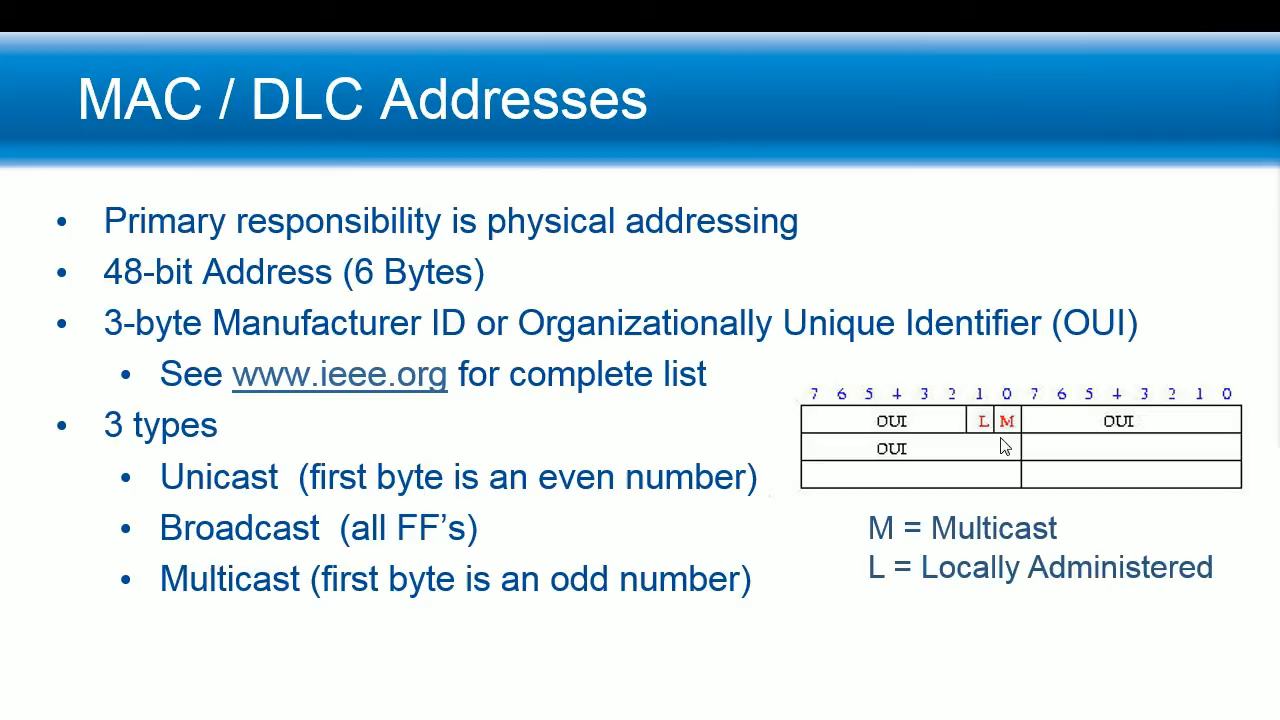 MAC / DLC Addresses
• Primary responsibility is physical addressing
• 48-bit Address (6 Bytes)
• 3-byte Manufacturer ID or Organizationally Unique Identifier (OUI)
• See www.ieee.org for complete list
• 3 types
• Unicast (first byte is an even number)
• Broadcast (all FF's)
• Multicast (first byte is an odd number)
7 6 5 4 3 2 1 0 7 6 5 4 3 2 1 0
OUI L M OUI
OUI
M = Multicast
L = Locally Administered